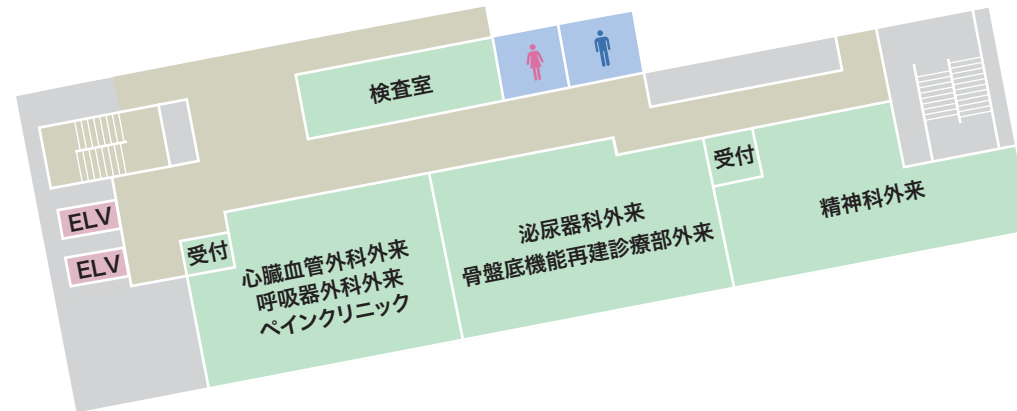 検査室
受付
精神科外来
ELV
ELV
受付
泌尿器科外来
骨盤底機能再建診療部外来
心臓血管外科外来
呼吸器外科外来
ペインクリニック